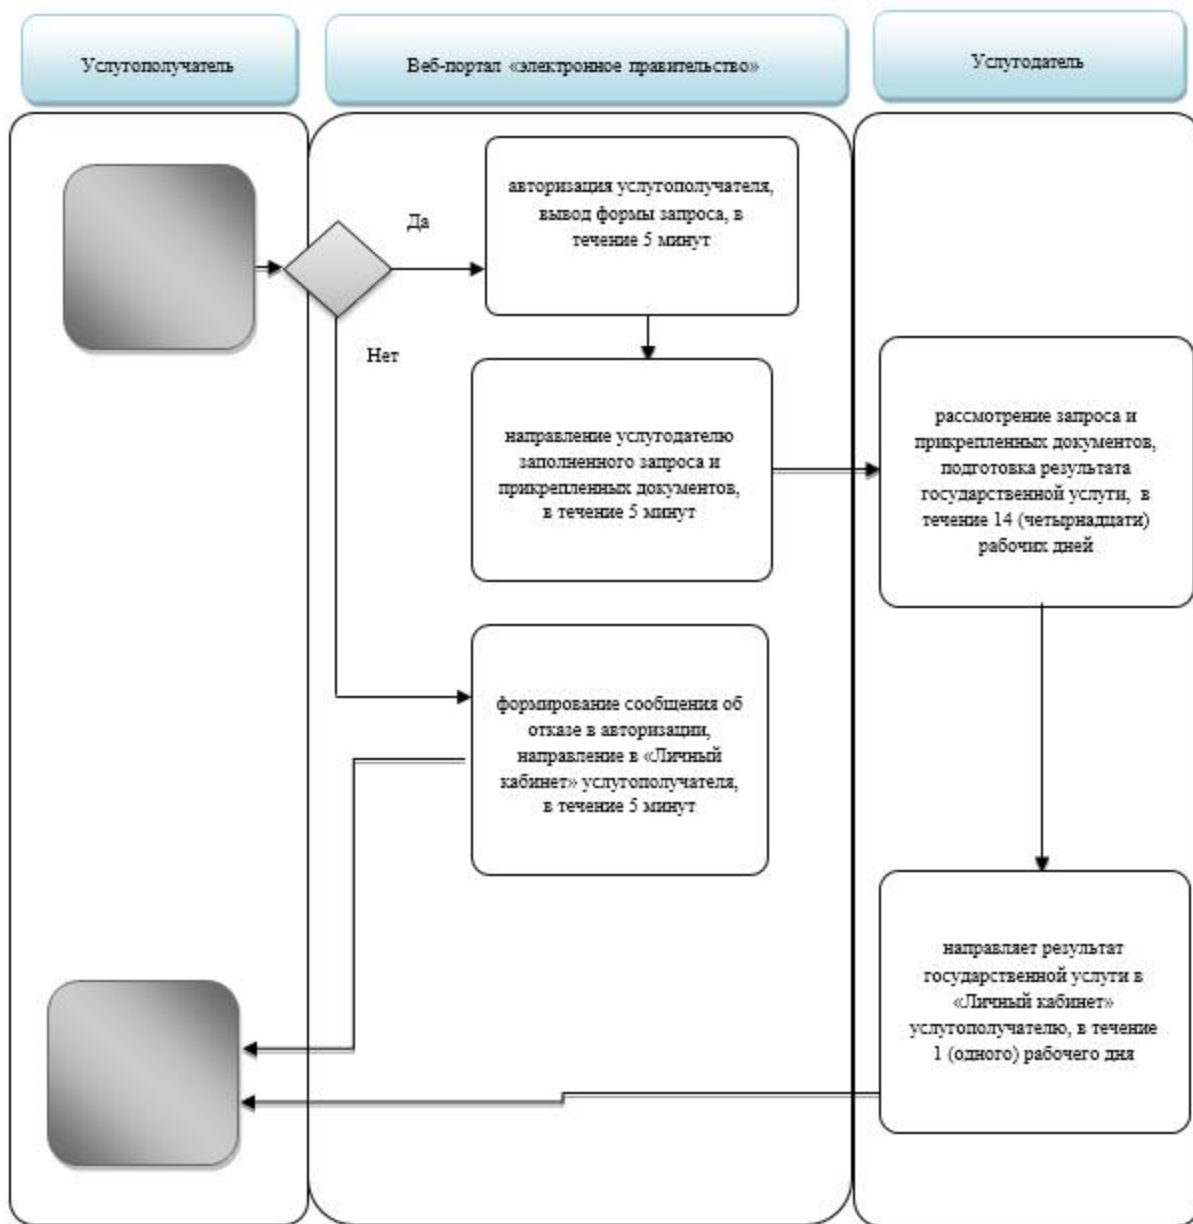 Услугополучатель
Веб-портал «электронное правительство»
Услугодатель
авторизация услугополучателя,
вывод формы запроса, в
течение 5 минут
Да
Нет
направление услугодателю
заполненного запроса и
прикрепленных документов,
в течение 5 минут
рассмотрение запроса и
прикрепленных документов,
подготовка результата
государственной услуги, в
течение 14 (четырнадцати)
рабочих дней
формирование сообщения об
отказе в авторизации,
направление в «Личный
кабинет» услугополучателя,
в течение 5 минут
направляет результат
государственной услуги в
«Личный кабинет»
услугополучателю, в течение
1 (одного) рабочего дня